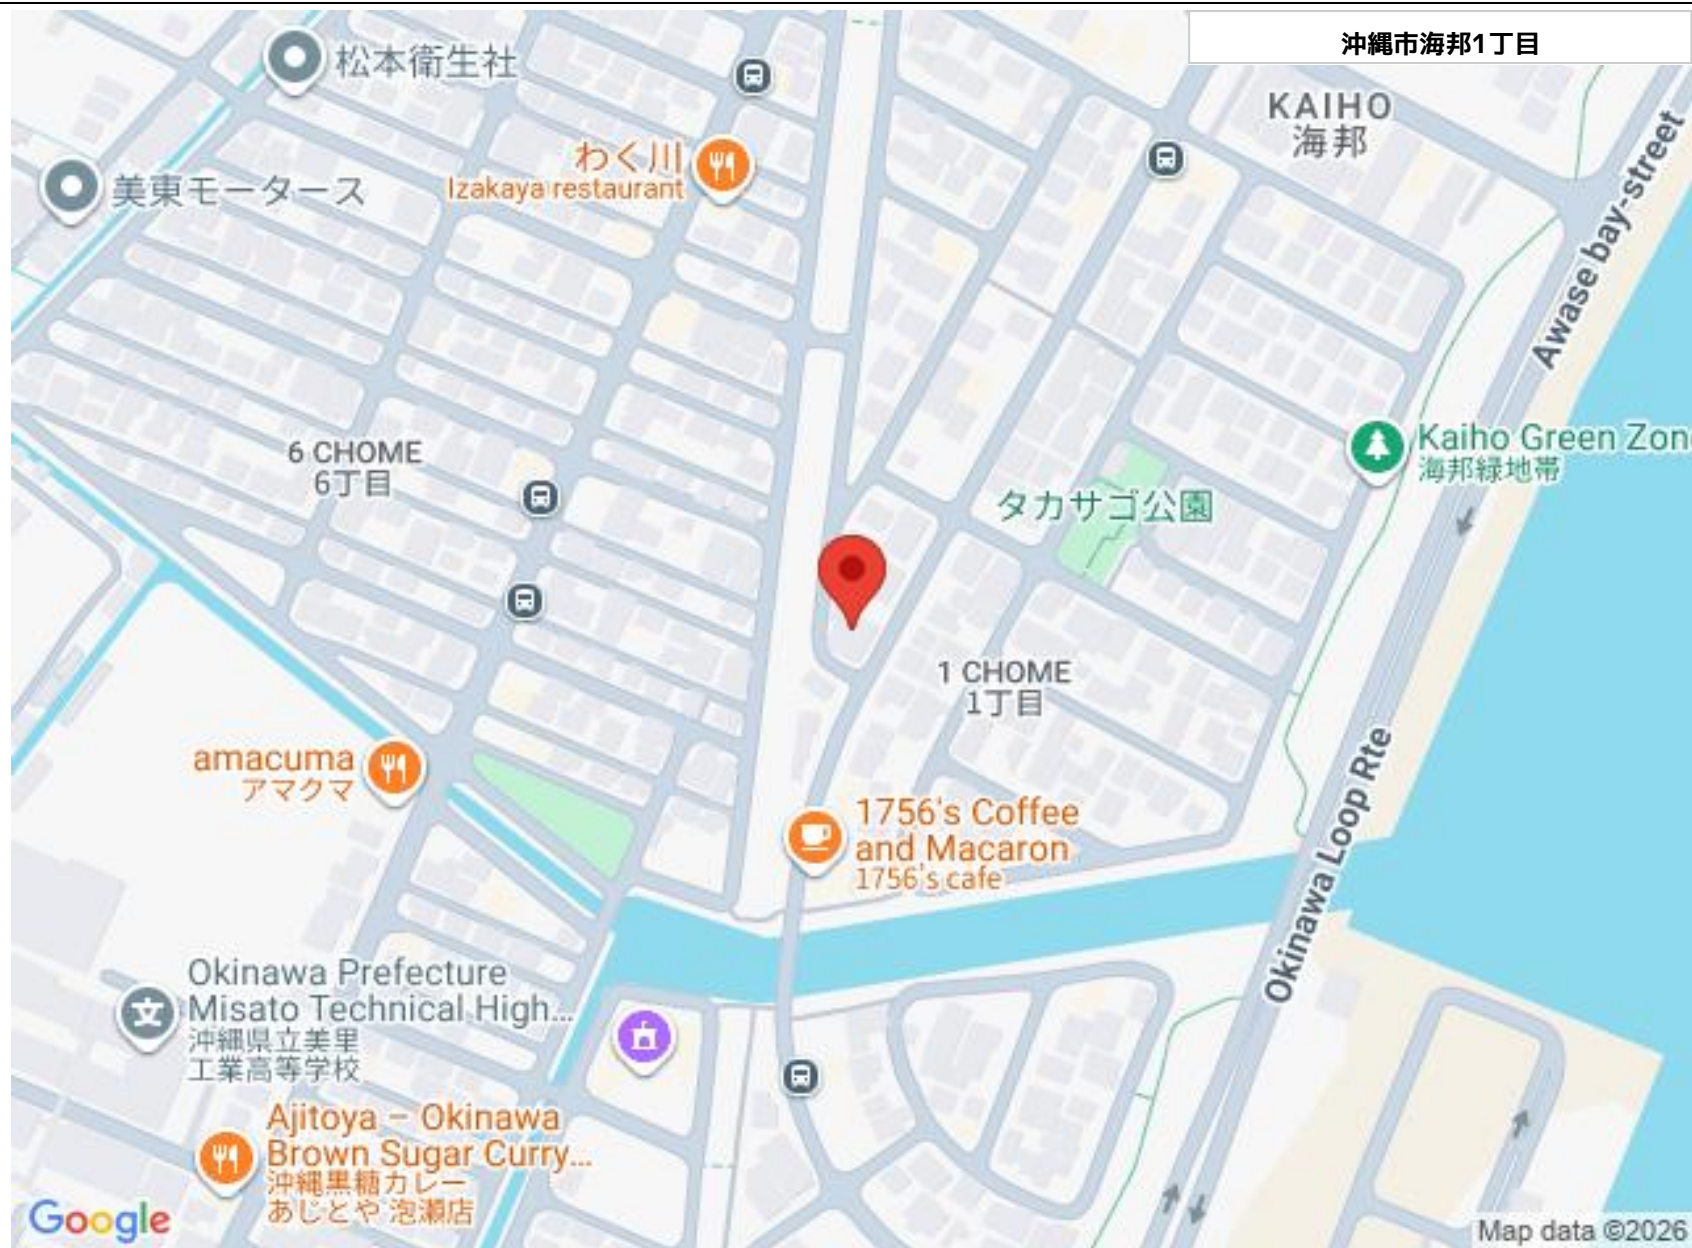 沖縄市海邦1丁目
松本衛生社
KAIHO
海邦
わく川
Izakaya restaurant
美東モータース
Awase bay-street
6 CHOME
6丁目
Kaiho Green Zon
海邦緑地帯
タカサゴ公園
1 CHOME
1丁目
amacuma
アマクマ
1756's Coffee
and Macaron
1756's cafe
Okinawa Loop Rte
Okinawa Prefecture
Misato Technical High...
沖縄県立美里
工業高等学校
Ajitoya – Okinawa
Brown Sugar Curry...
沖縄黒糖カレー
あじとや 泡瀬店
Google
Map data ©2026